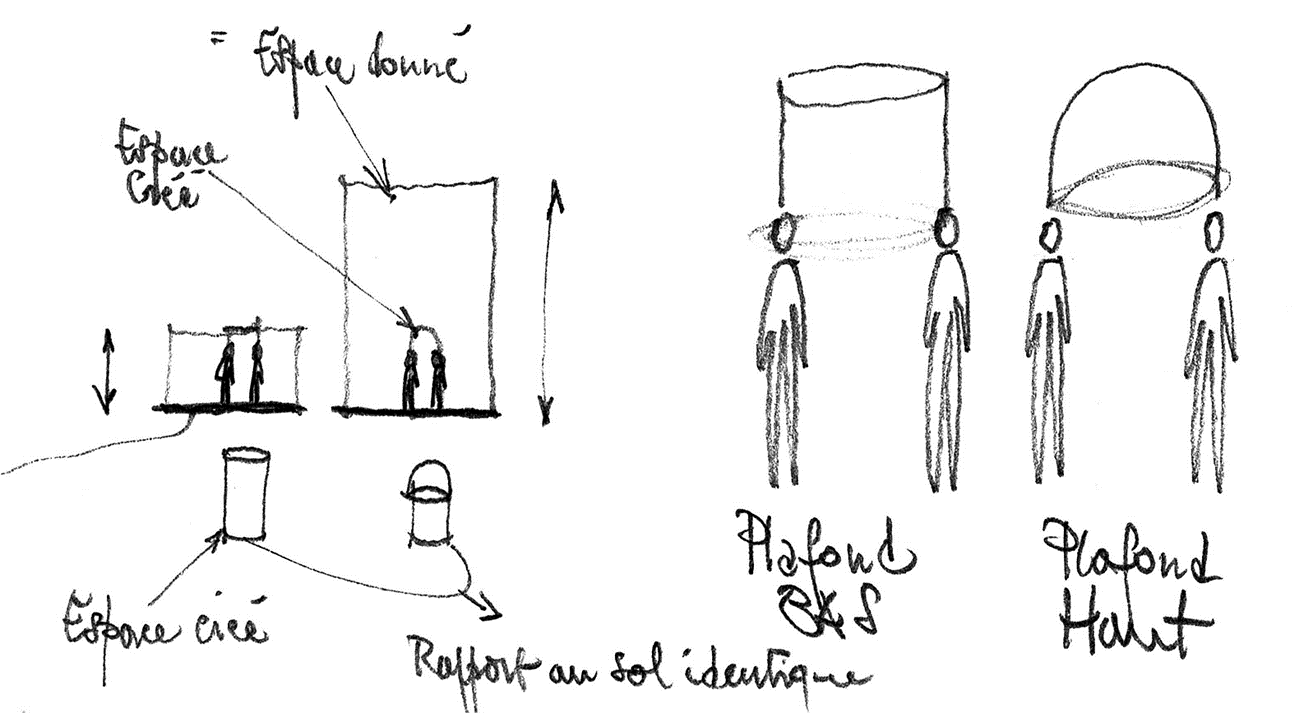 = Espace donné
Espace
Créé
Espace créé
Rapport au sol identique
Plafond
BAS
Plafond
Haut